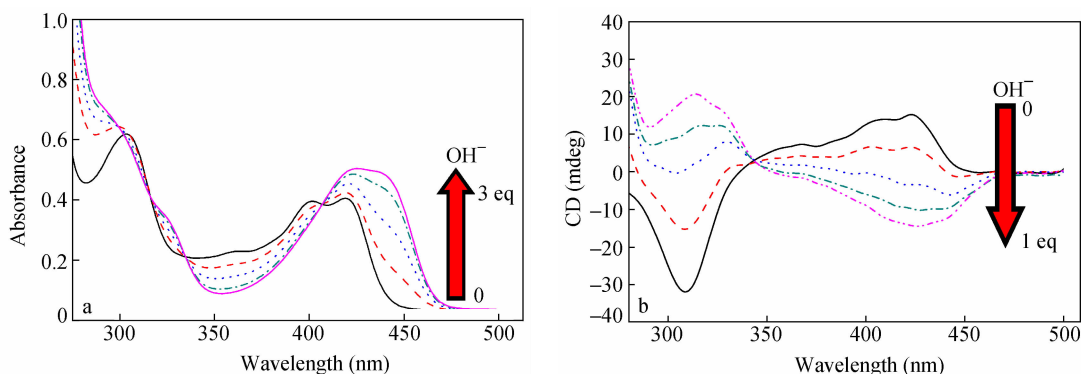 1.0
0.8
0.6
0.4
0.2
0
Absorbance
a
OH⁻
3 eq
0
300 350 400 450 500
Wavelength (nm)
40
30
20
10
0
−10
−20
−30
−40
CD (mdeg)
b
OH⁻
0
1 eq
300 350 400 450 500
Wavelength (nm)